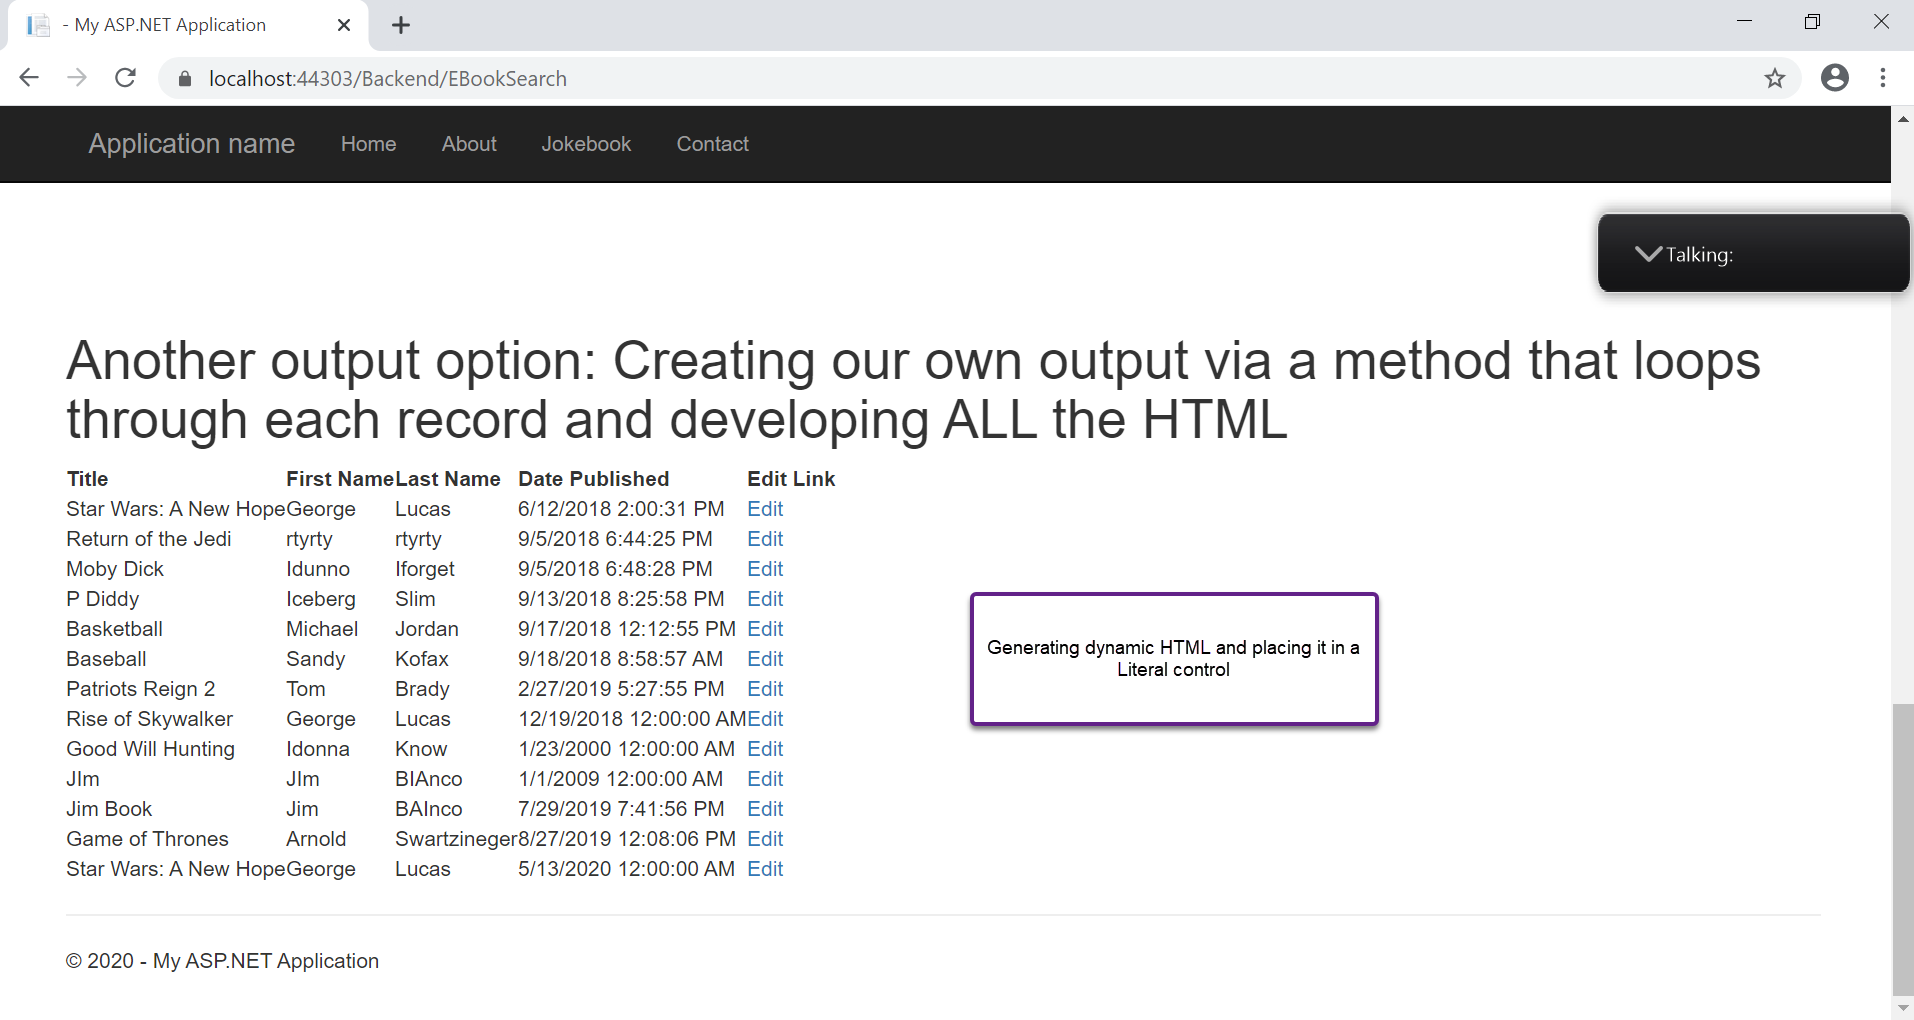 - My ASP.NET Application
localhost:44303/Backend/EBookSearch
Application name Home About Jokebook Contact
Talking:
Another output option: Creating our own output via a method that loops
through each record and developing ALL the HTML
Title First Name Last Name Date Published Edit Link
Star Wars: A New Hope George Lucas 6/12/2018 2:00:31 PM Edit
Return of the Jedi rtyrty rtyrty 9/5/2018 6:44:25 PM Edit
Moby Dick Idunno Iforget 9/5/2018 6:48:28 PM Edit
P Diddy Iceberg Slim 9/13/2018 8:25:58 PM Edit
Basketball Michael Jordan 9/17/2018 12:12:55 PM Edit
Baseball Sandy Kofax 9/18/2018 8:58:57 AM Edit
Patriots Reign 2 Tom Brady 2/27/2019 5:27:55 PM Edit
Rise of Skywalker George Lucas 12/19/2018 12:00:00 AM Edit
Good Will Hunting Idonna Know 1/23/2000 12:00:00 AM Edit
JIm JIm BIAnco 1/1/2009 12:00:00 AM Edit
Jim Book Jim BAInco 7/29/2019 7:41:56 PM Edit
Game of Thrones Arnold Swartzineger 8/27/2019 12:08:06 PM Edit
Star Wars: A New Hope George Lucas 5/13/2020 12:00:00 AM Edit
Generating dynamic HTML and placing it in a
Literal control
© 2020 - My ASP.NET Application